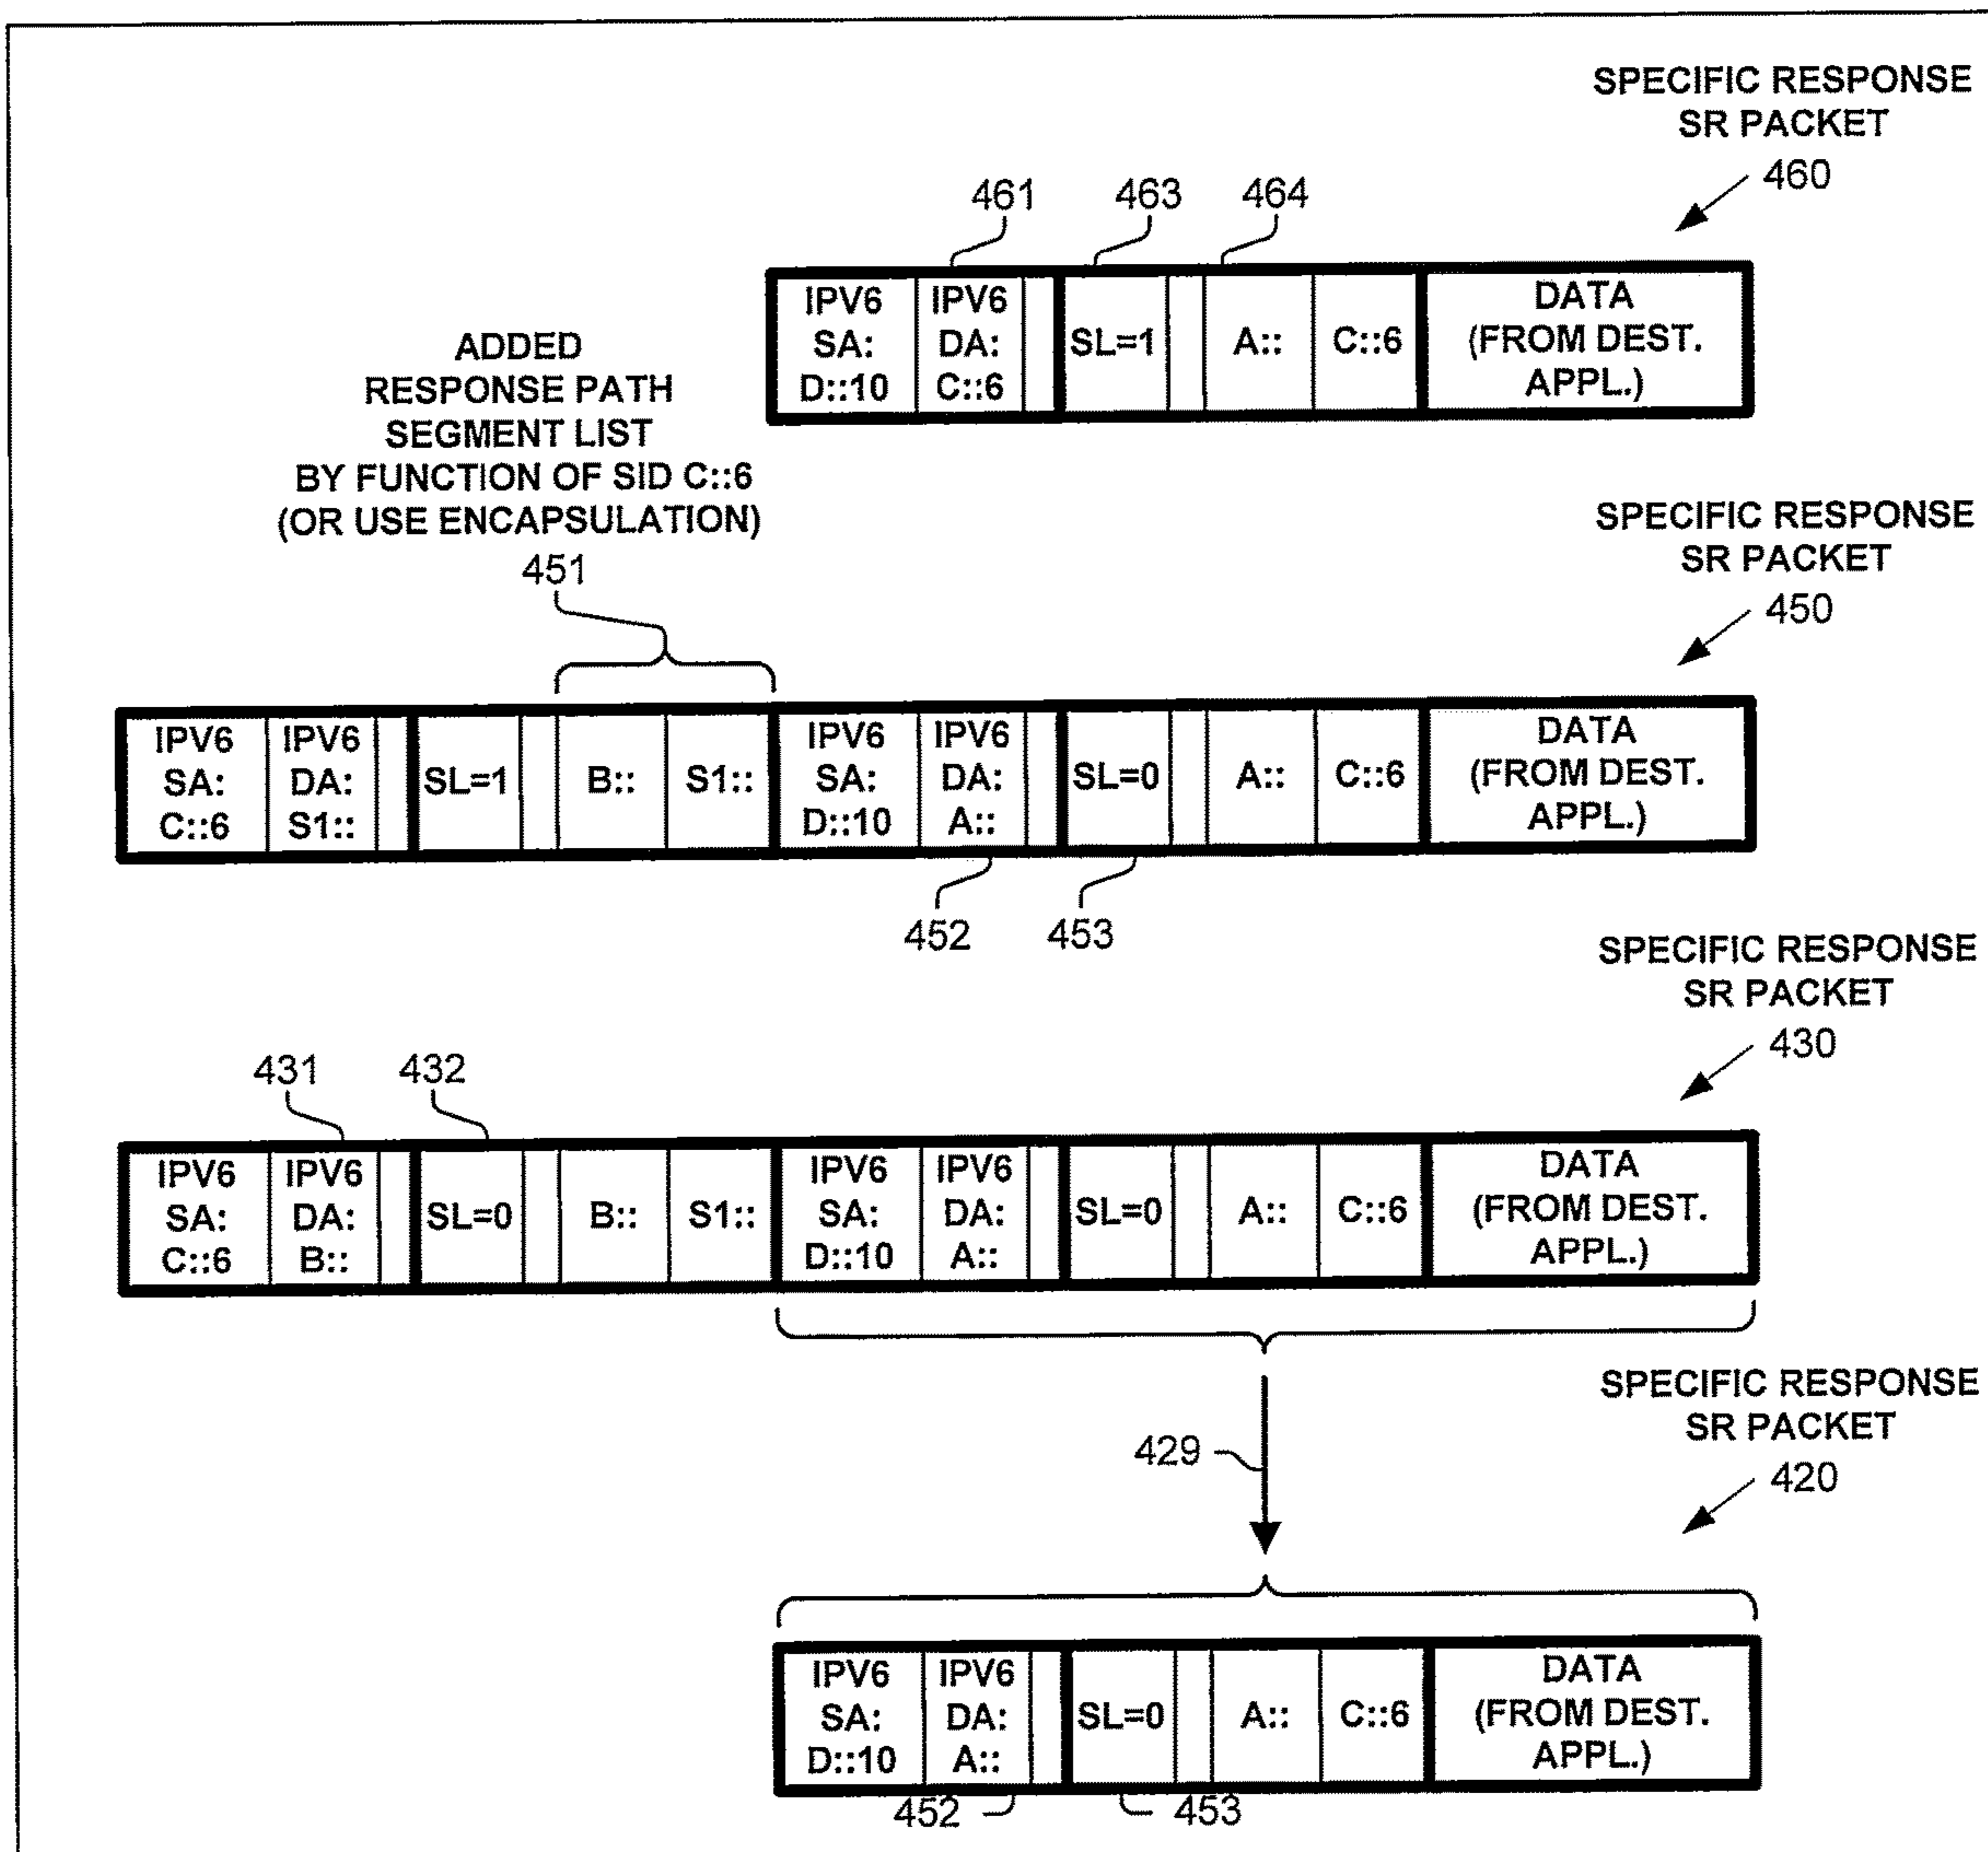 SPECIFIC RESPONSE
SR PACKET
460
461
463
464
IPV6
SA:
D::10
IPV6
DA:
C::6
SL=1
A::
C::6
DATA
(FROM DEST.
APPL.)
ADDED
RESPONSE PATH
SEGMENT LIST
BY FUNCTION OF SID C::6
(OR USE ENCAPSULATION)
451
SPECIFIC RESPONSE
SR PACKET
450
IPV6
SA:
C::6
IPV6
DA:
S1::
SL=1
B::
S1::
IPV6
SA:
D::10
IPV6
DA:
A::
SL=0
A::
C::6
DATA
(FROM DEST.
APPL.)
452
453
SPECIFIC RESPONSE
SR PACKET
430
431
432
IPV6
SA:
C::6
IPV6
DA:
B::
SL=0
B::
S1::
IPV6
SA:
D::10
IPV6
DA:
A::
SL=0
A::
C::6
DATA
(FROM DEST.
APPL.)
429
SPECIFIC RESPONSE
SR PACKET
420
IPV6
SA:
D::10
IPV6
DA:
A::
SL=0
A::
C::6
DATA
(FROM DEST.
APPL.)
452
453